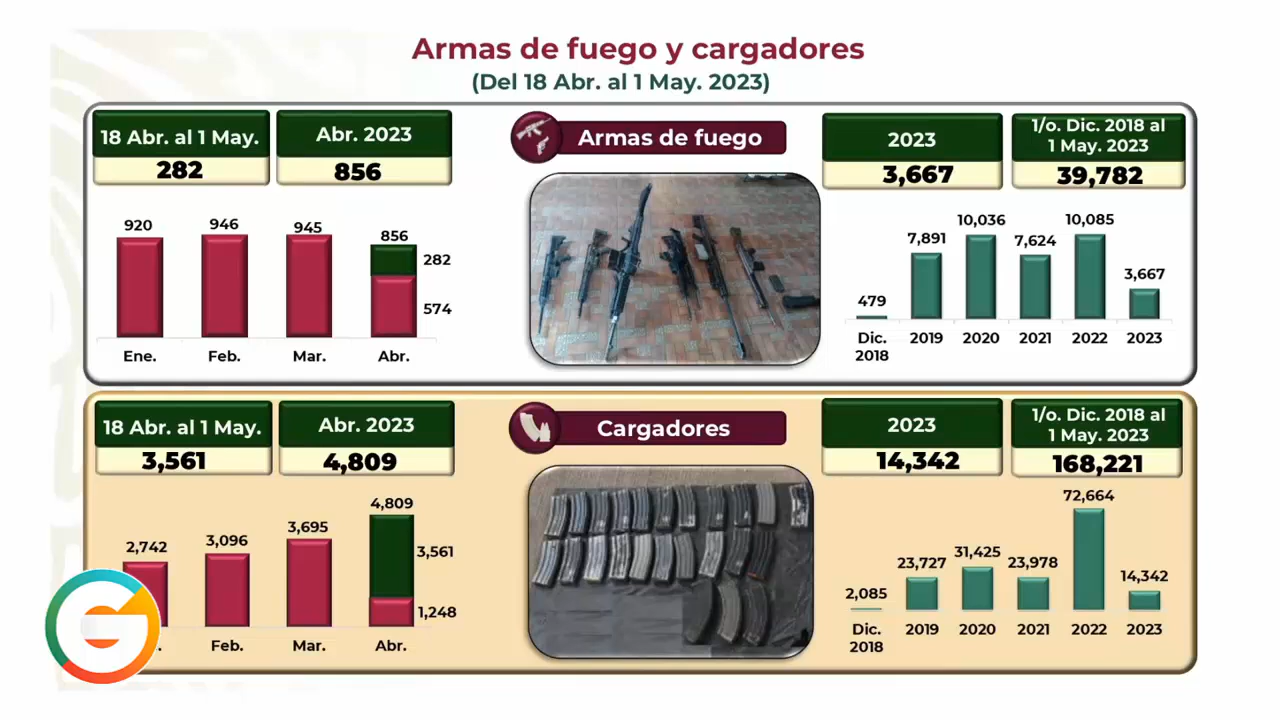 Armas de fuego y cargadores
(Del 18 Abr. al 1 May. 2023)
18 Abr. al 1 May.
282
Abr. 2023
856
Armas de fuego
2023
3,667
1/o. Dic. 2018 al
1 May. 2023
39,782
920
946
945
856
282
574
Ene.
Feb.
Mar.
Abr.
479
7,891
10,036
7,624
10,085
3,667
Dic.
2018
2019
2020
2021
2022
2023
18 Abr. al 1 May.
3,561
Abr. 2023
4,809
Cargadores
2023
14,342
1/o. Dic. 2018 al
1 May. 2023
168,221
2,742
3,096
3,695
4,809
3,561
1,248
Feb.
Mar.
Abr.
2,085
23,727
31,425
23,978
72,664
14,342
Dic.
2018
2019
2020
2021
2022
2023